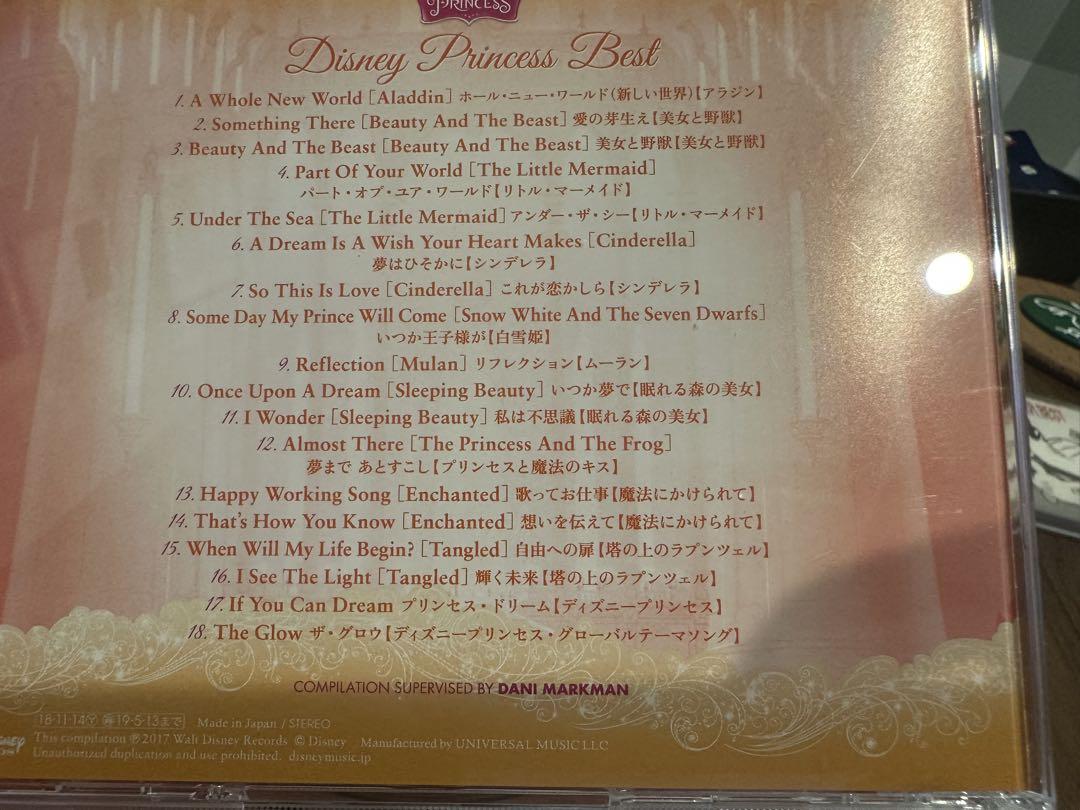 PRINCESS
Disney Princess Best
1. A Whole New World [Aladdin] ホール・ニュー・ワールド(新しい世界)【アラジン】
2. Something There [Beauty And The Beast] 愛の芽生え【美女と野獣】
3. Beauty And The Beast [Beauty And The Beast] 美女と野獣【美女と野獣】
4. Part Of Your World [The Little Mermaid]
パート・オブ・ユア・ワールド【リトル・マーメイド】
5. Under The Sea [The Little Mermaid] アンダー・ザ・シー【リトル・マーメイド】
6. A Dream Is A Wish Your Heart Makes [Cinderella]
夢はひそかに【シンデレラ】
7. So This Is Love [Cinderella] これが恋かしら【シンデレラ】
8. Some Day My Prince Will Come [Snow White And The Seven Dwarfs]
いつか王子様が【白雪姫】
9. Reflection [Mulan] リフレクション【ムーラン】
10. Once Upon A Dream [Sleeping Beauty] いつか夢で【眠れる森の美女】
11. I Wonder [Sleeping Beauty] 私は不思議【眠れる森の美女】
12. Almost There [The Princess And The Frog]
夢まで あとすこし【プリンセスと魔法のキス】
13. Happy Working Song [Enchanted] 歌ってお仕事【魔法にかけられて】
14. That's How You Know [Enchanted] 想いを伝えて【魔法にかけられて】
15. When Will My Life Begin? [Tangled] 自由への扉【塔の上のラプンツェル】
16. I See The Light [Tangled] 輝く未来【塔の上のラプンツェル】
17. If You Can Dream プリンセス・ドリーム【ディズニープリンセス】
18. The Glow ザ・グロウ【ディズニープリンセス・グローバルテーマソング】
COMPILATION SUPERVISED BY DANI MARKMAN
18・11・14 19・5・13まで Made in Japan / STEREO
This compilation ℗2017 Walt Disney Records © Disney Manufactured by UNIVERSAL MUSIC LLC
Unauthorized duplication and use prohibited. disneymusic.jp